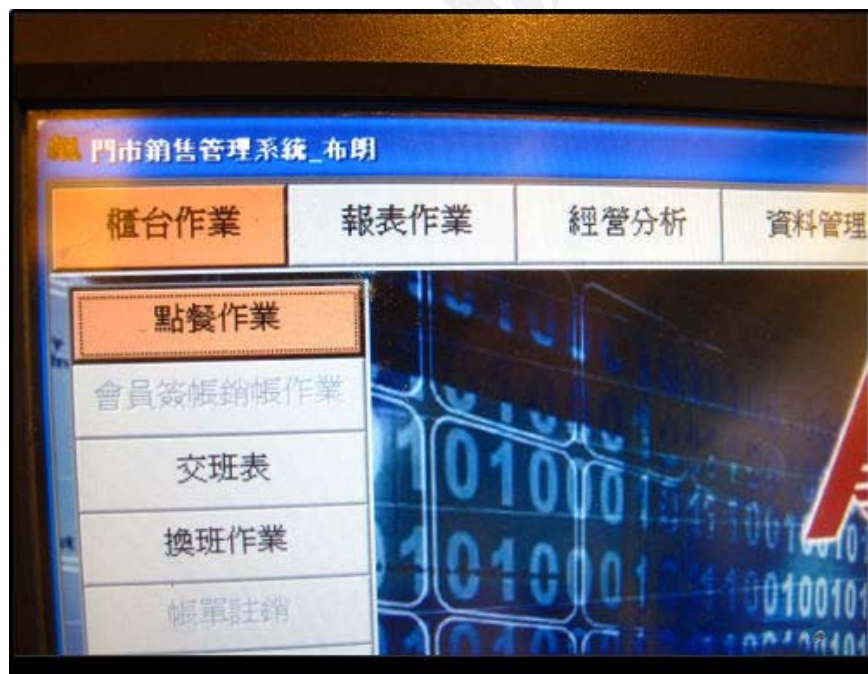 門市銷售管理系統_布朗
櫃台作業 報表作業 經營分析 資料管理
點餐作業
會員簽帳銷帳作業
交班表
換班作業
帳單註銷